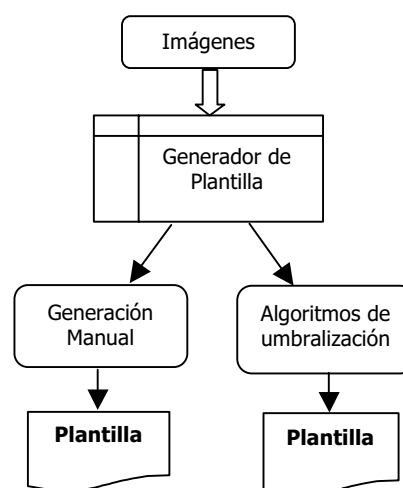 Imágenes
Generador de
Plantilla
Generación
Manual
Algoritmos de
umbralización
Plantilla
Plantilla